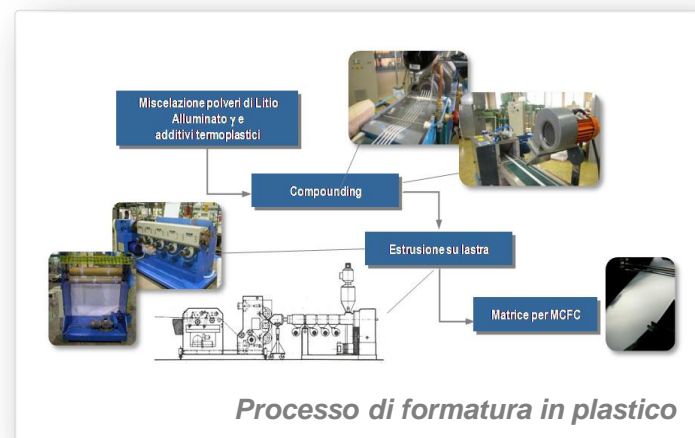 Miscelazione polveri di Litio
Alluminato γ e
additivi termoplastici
Compounding
Estrusione su lastra
Matrice per MCFC
Processo di formatura in plastico